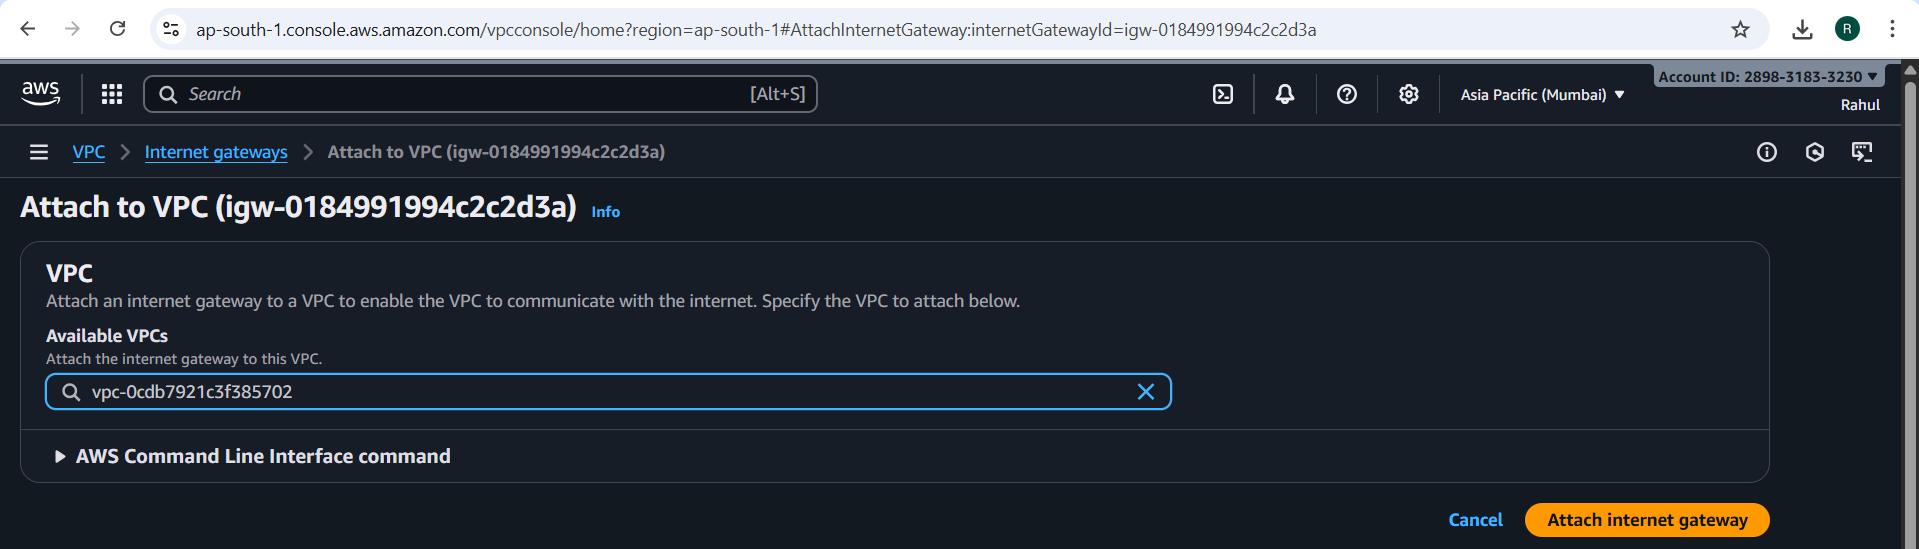 ap-south-1.console.aws.amazon.com/vpcconsole/home?region=ap-south-1#AttachInternetGateway:internetGatewayId=igw-0184991994c2c2d3a
R
aws
Search [Alt+S]
Asia Pacific (Mumbai)
Account ID: 2898-3183-3230
Rahul
VPC > Internet gateways > Attach to VPC (igw-0184991994c2c2d3a)
Attach to VPC (igw-0184991994c2c2d3a) Info
VPC
Attach an internet gateway to a VPC to enable the VPC to communicate with the internet. Specify the VPC to attach below.
Available VPCs
Attach the internet gateway to this VPC.
vpc-0cdb7921c3f385702
AWS Command Line Interface command
Cancel Attach internet gateway